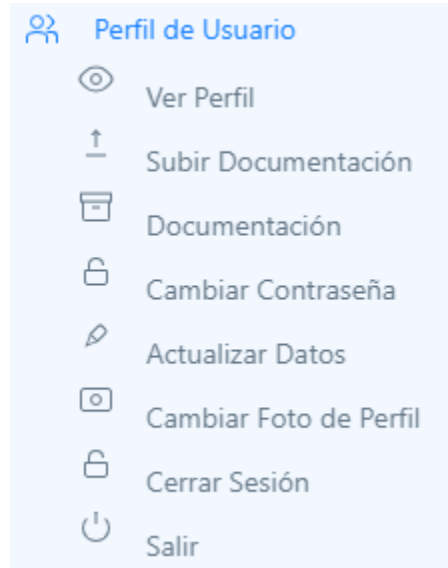 Perfil de Usuario
Ver Perfil
Subir Documentación
Documentación
Cambiar Contraseña
Actualizar Datos
Cambiar Foto de Perfil
Cerrar Sesión
Salir